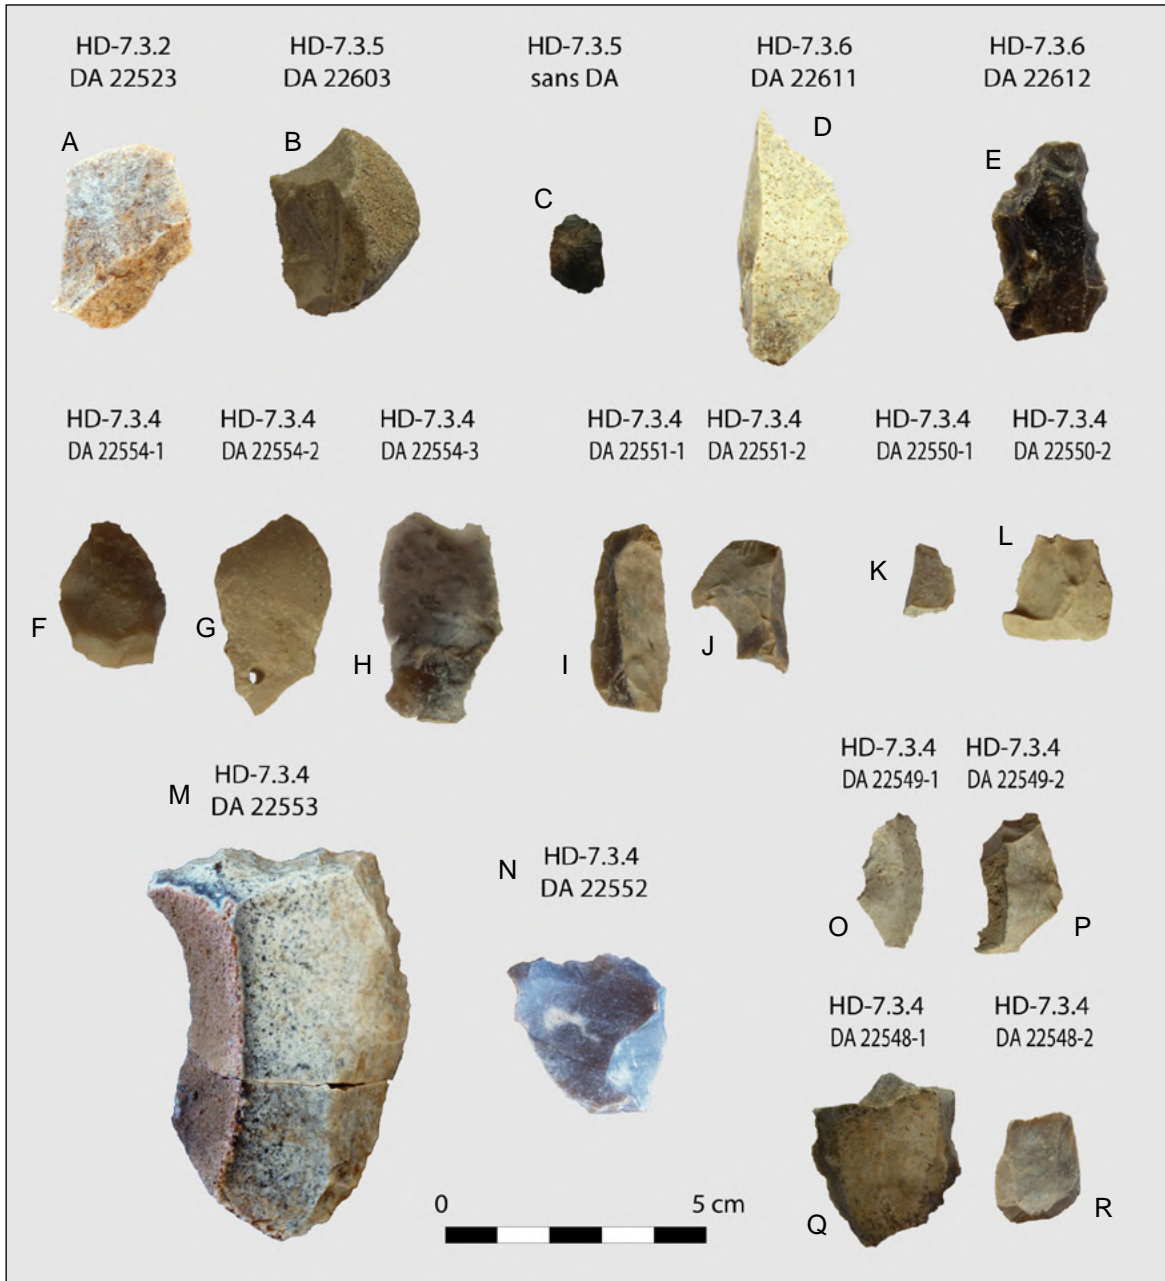 HD-7.3.2
DA 22523
HD-7.3.5
DA 22603
HD-7.3.5
sans DA
HD-7.3.6
DA 22611
HD-7.3.6
DA 22612
A
B
C
D
E
HD-7.3.4
DA 22554-1
HD-7.3.4
DA 22554-2
HD-7.3.4
DA 22554-3
HD-7.3.4
DA 22551-1
HD-7.3.4
DA 22551-2
HD-7.3.4
DA 22550-1
HD-7.3.4
DA 22550-2
F
G
H
I
J
K
L
M
HD-7.3.4
DA 22553
N
HD-7.3.4
DA 22552
HD-7.3.4
DA 22549-1
HD-7.3.4
DA 22549-2
O
P
HD-7.3.4
DA 22548-1
HD-7.3.4
DA 22548-2
Q
R
0 5 cm